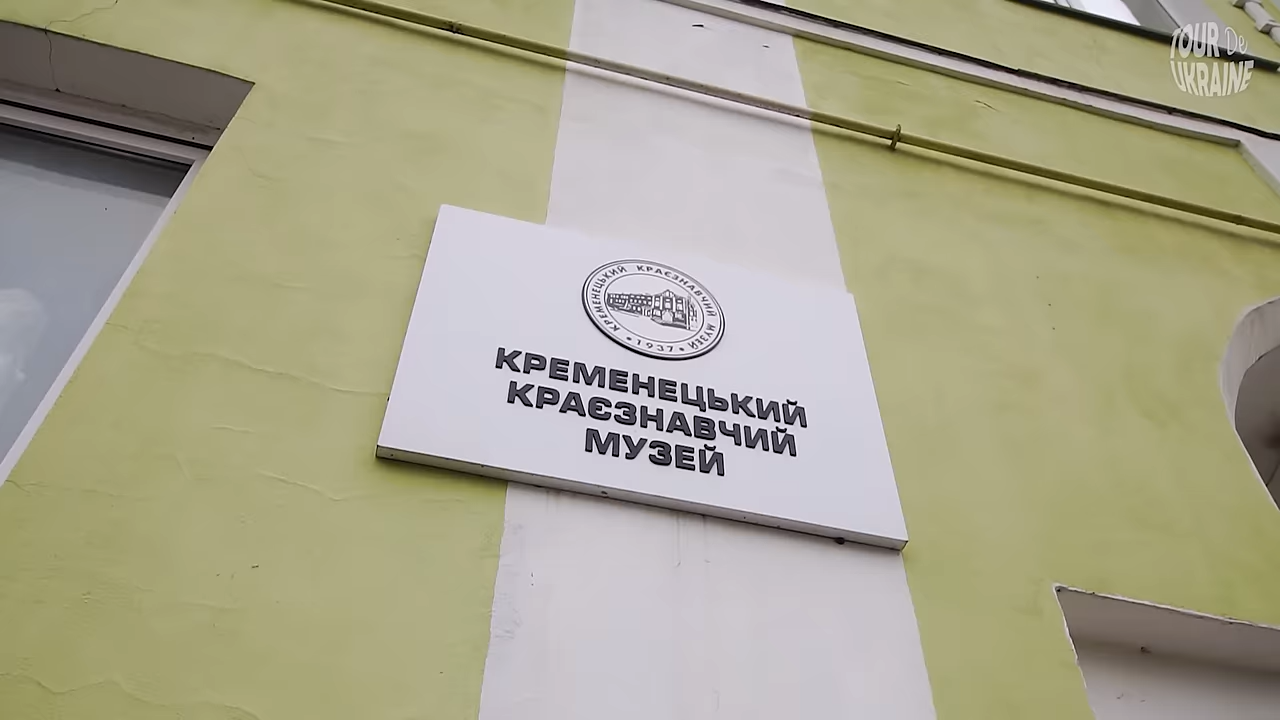 TOUR De
UKRAINE
КРЕМЕНЕЦЬКИЙ КРАЄЗНАВЧИЙ МУЗЕЙ
• 1937 •
КРЕМЕНЕЦЬКИЙ
КРАЄЗНАВЧИЙ
МУЗЕЙ